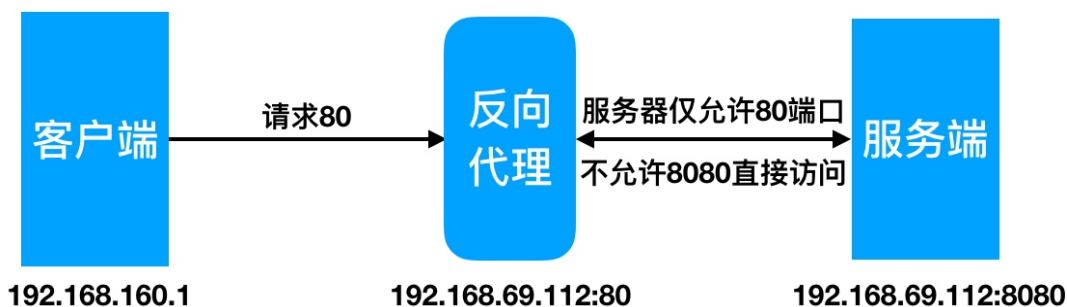 客户端
请求80
反向
代理
服务器仅允许80端口
不允许8080直接访问
服务端
192.168.160.1
192.168.69.112:80
192.168.69.112:8080